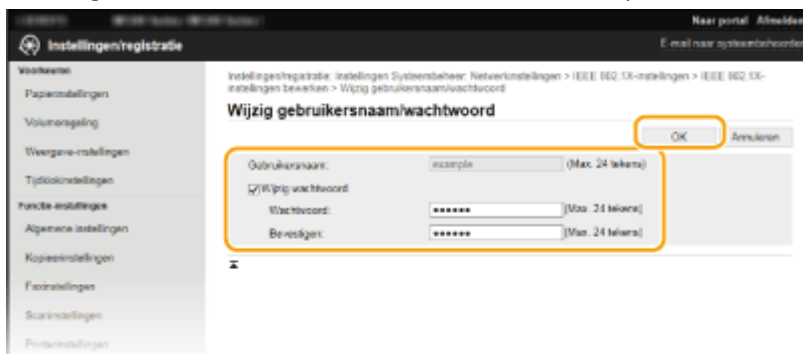 Naar portal Afmelden
Instellingen/registratie
E-mail naar systeembeheerder
Voorkeuren
Papierinstellingen
Volumeregeling
Weergave-instellingen
Tijdklokinstellingen
Functie-instellingen
Algemene instellingen
Kopieerinstellingen
Faxinstellingen
Scaninstellingen
Printerinstellingen
Instellingen/registratie: Instellingen Systeembeheer: Netwerkinstellingen > IEEE 802.1X-instellingen > IEEE 802.1X-
instellingen bewerken > Wijzig gebruikersnaam/wachtwoord
Wijzig gebruikersnaam/wachtwoord
OK Annuleren
Gebruikersnaam: example (Max. 24 tekens)
Wijzig wachtwoord
Wachtwoord: •••••• (Max. 24 tekens)
Bevestigen: •••••• (Max. 24 tekens)